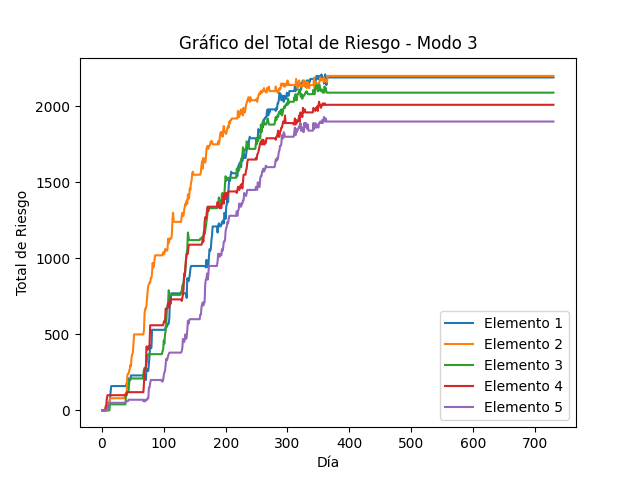 Gráfico del Total de Riesgo - Modo 3
Total de Riesgo
2000
1500
1000
500
0
0 100 200 300 400 500 600 700
Día
Elemento 1
Elemento 2
Elemento 3
Elemento 4
Elemento 5